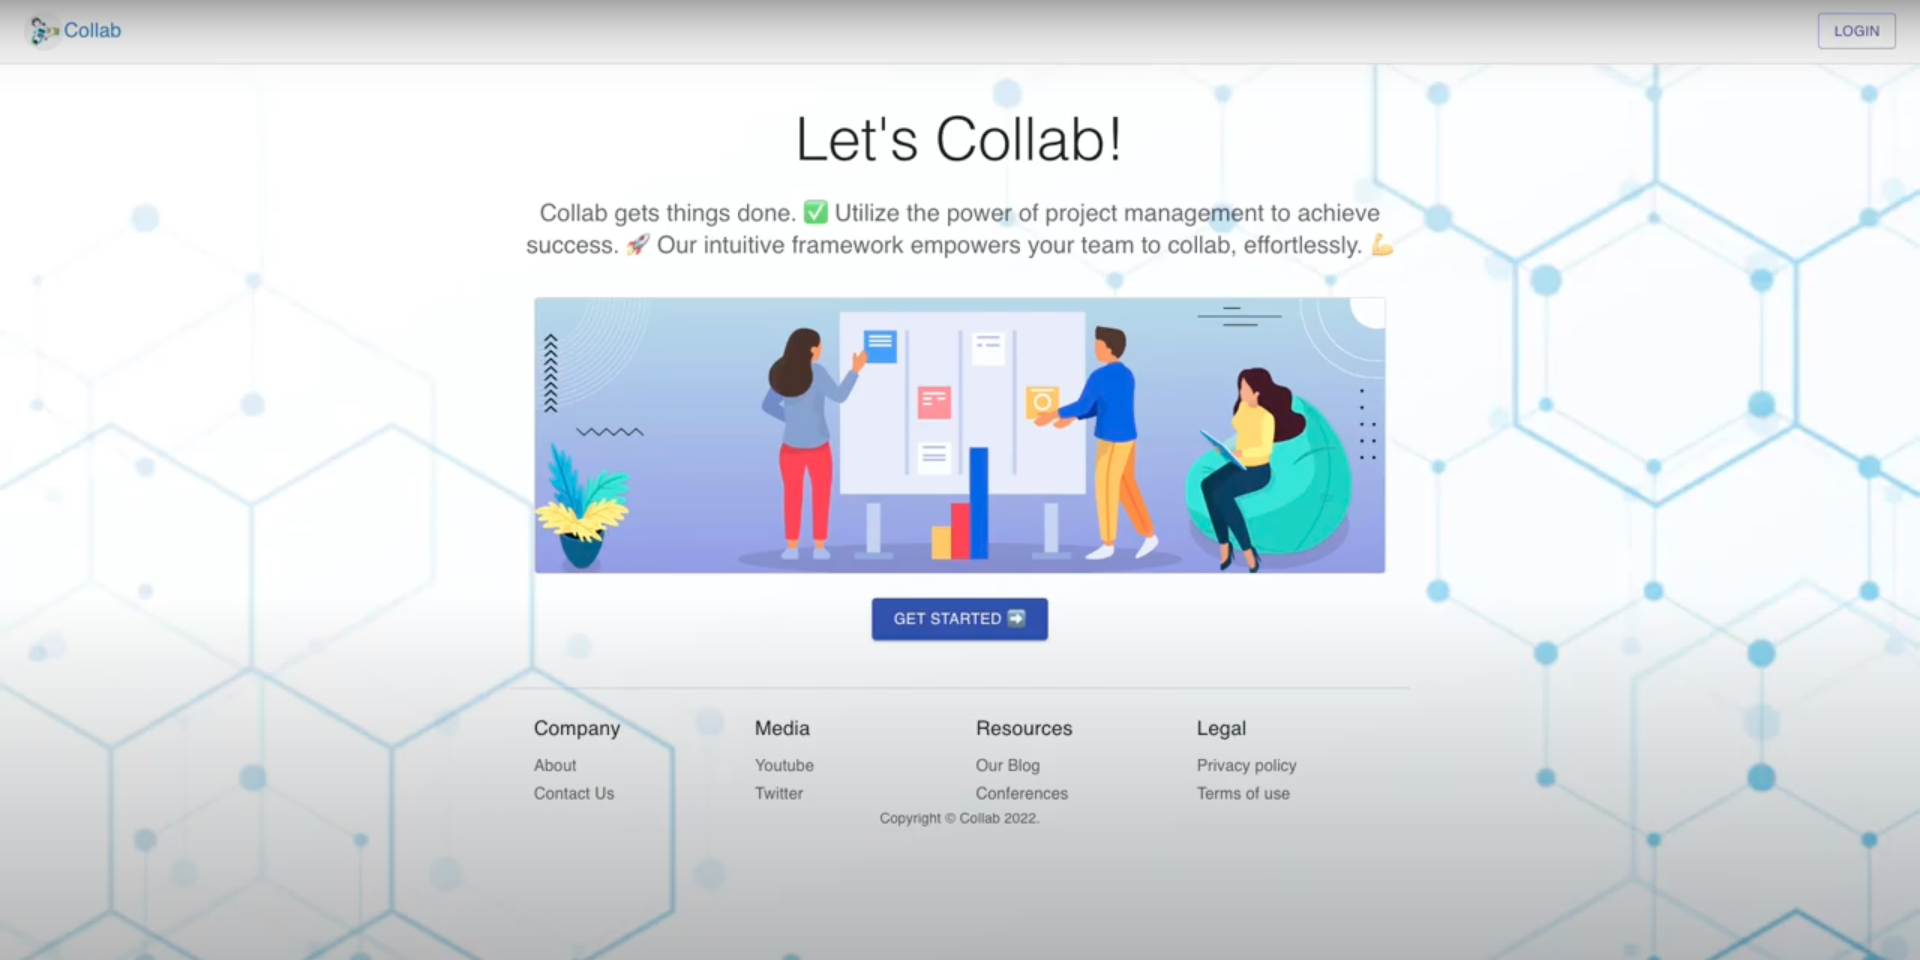 Collab
LOGIN
Let's Collab!
Collab gets things done. ✅ Utilize the power of project management to achieve
success. 🚀 Our intuitive framework empowers your team to collab, effortlessly. 💪
GET STARTED ➡️
Company
About
Contact Us
Media
Youtube
Twitter
Resources
Our Blog
Conferences
Legal
Privacy policy
Terms of use
Copyright © Collab 2022.